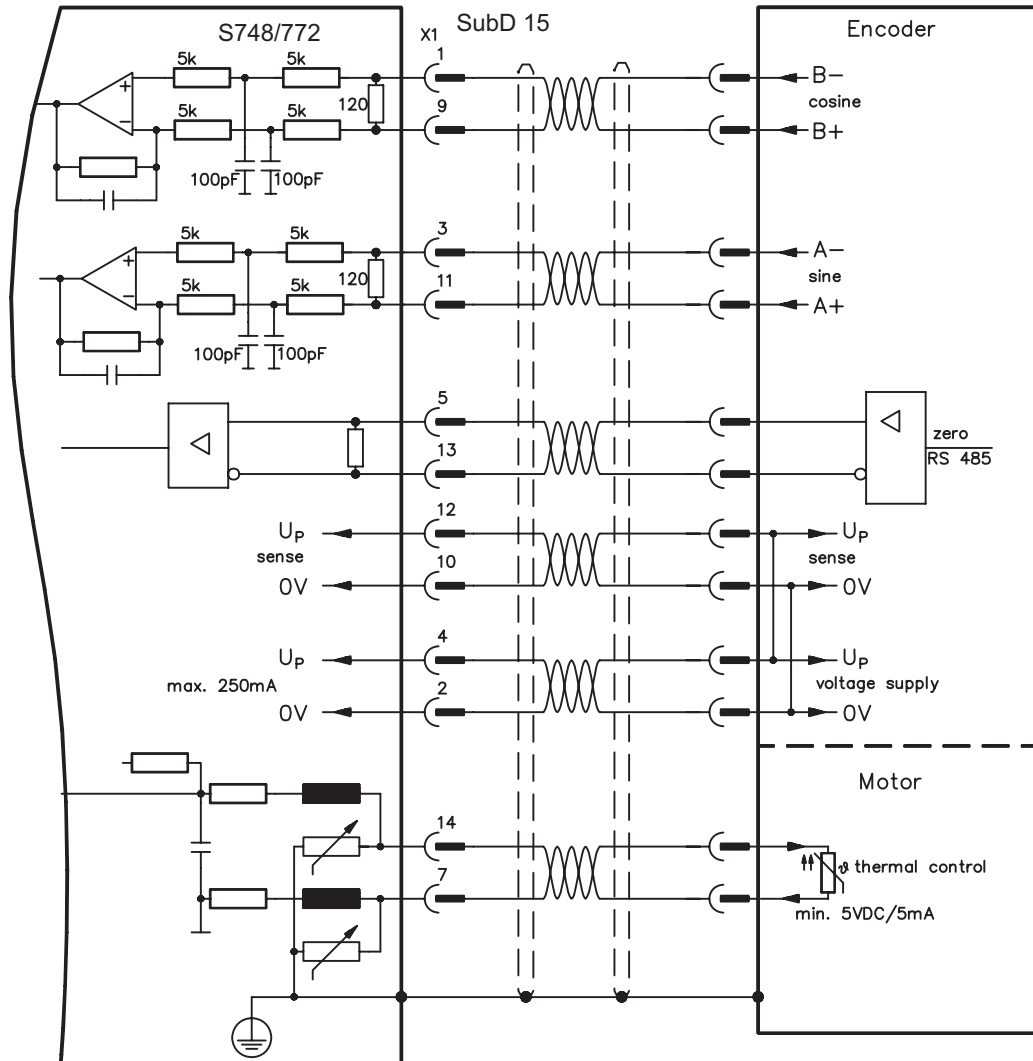 S748/772
SubD 15
Encoder
X1
5k
5k
1
B-
cosine
120
9
B+
5k
5k
+
−
100pF
100pF
5k
5k
3
A-
sine
120
11
A+
5k
5k
+
−
100pF
100pF
5
zero
RS 485
13
UP
sense
0V
12
10
UP
sense
0V
UP
max. 250mA
0V
4
2
UP
voltage supply
0V
Motor
14
7
ϑ thermal control
min. 5VDC/5mA